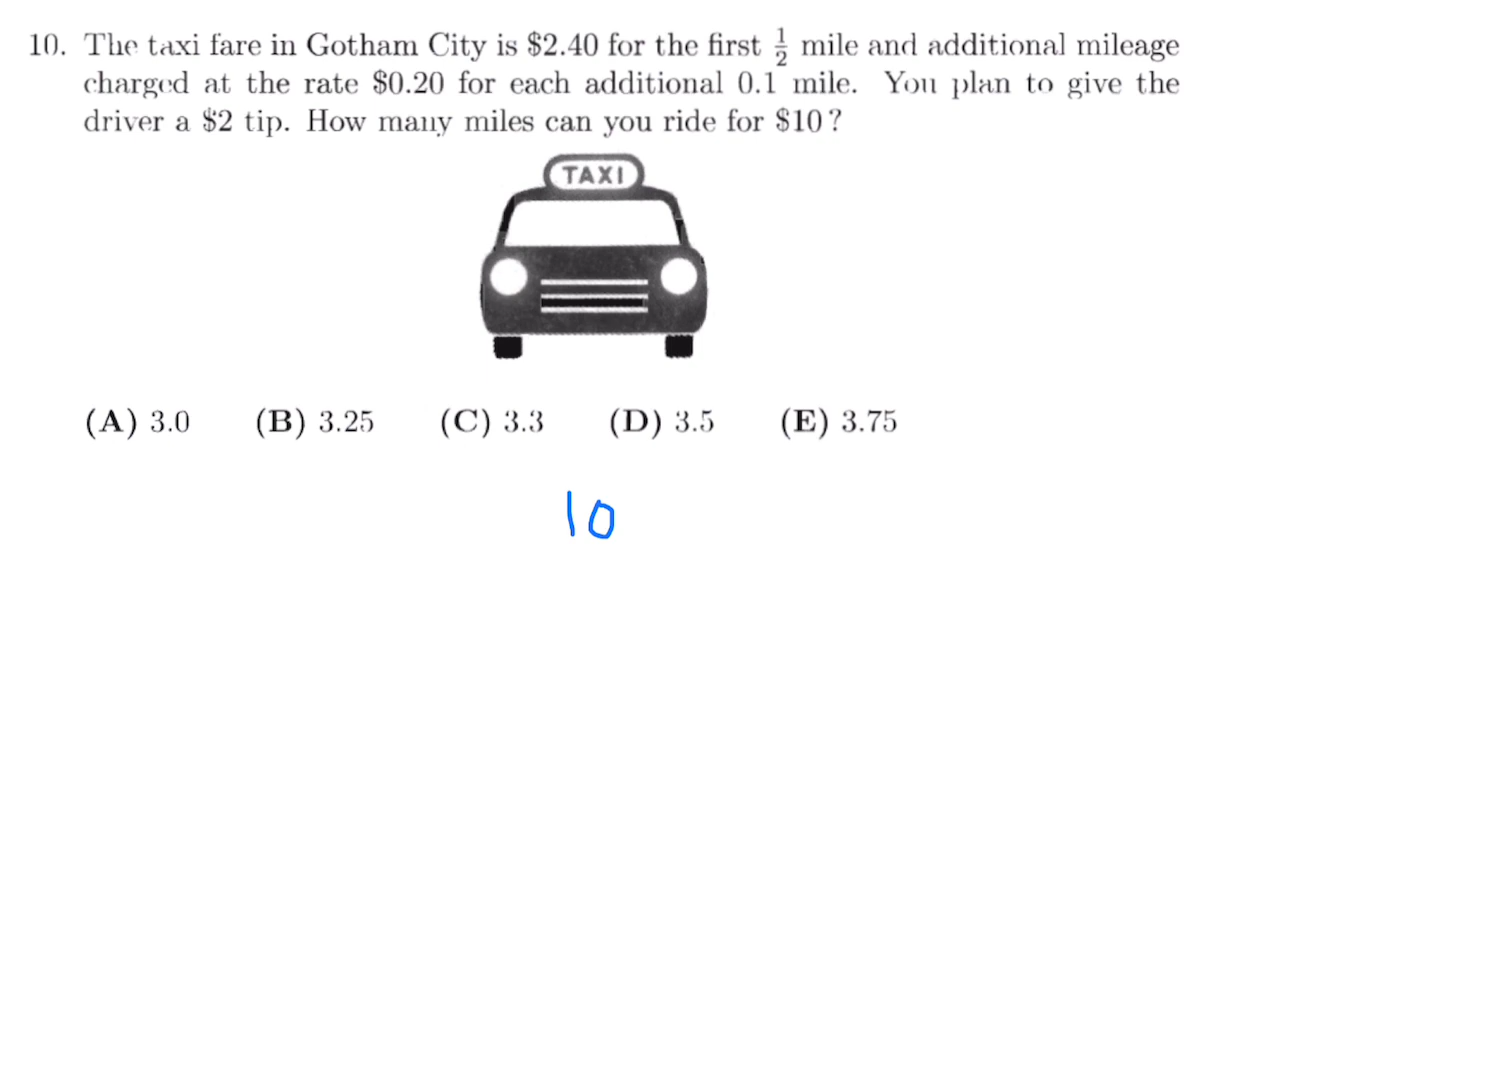 10. The taxi fare in Gotham City is $2.40 for the first 1/2 mile and additional mileage
charged at the rate $0.20 for each additional 0.1 mile. You plan to give the
driver a $2 tip. How many miles can you ride for $10?
TAXI
(A) 3.0 (B) 3.25 (C) 3.3 (D) 3.5 (E) 3.75
10